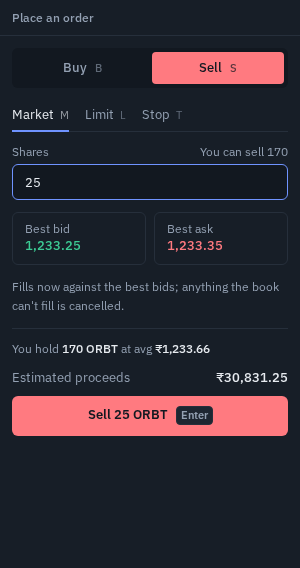 Place an order
Buy B Sell S
Market M Limit L Stop T
Shares You can sell 170
25
Best bid Best ask
1,233.25 1,233.35
Fills now against the best bids; anything the book
can't fill is cancelled.
You hold 170 ORBT at avg ₹1,233.66
Estimated proceeds ₹30,831.25
Sell 25 ORBT Enter